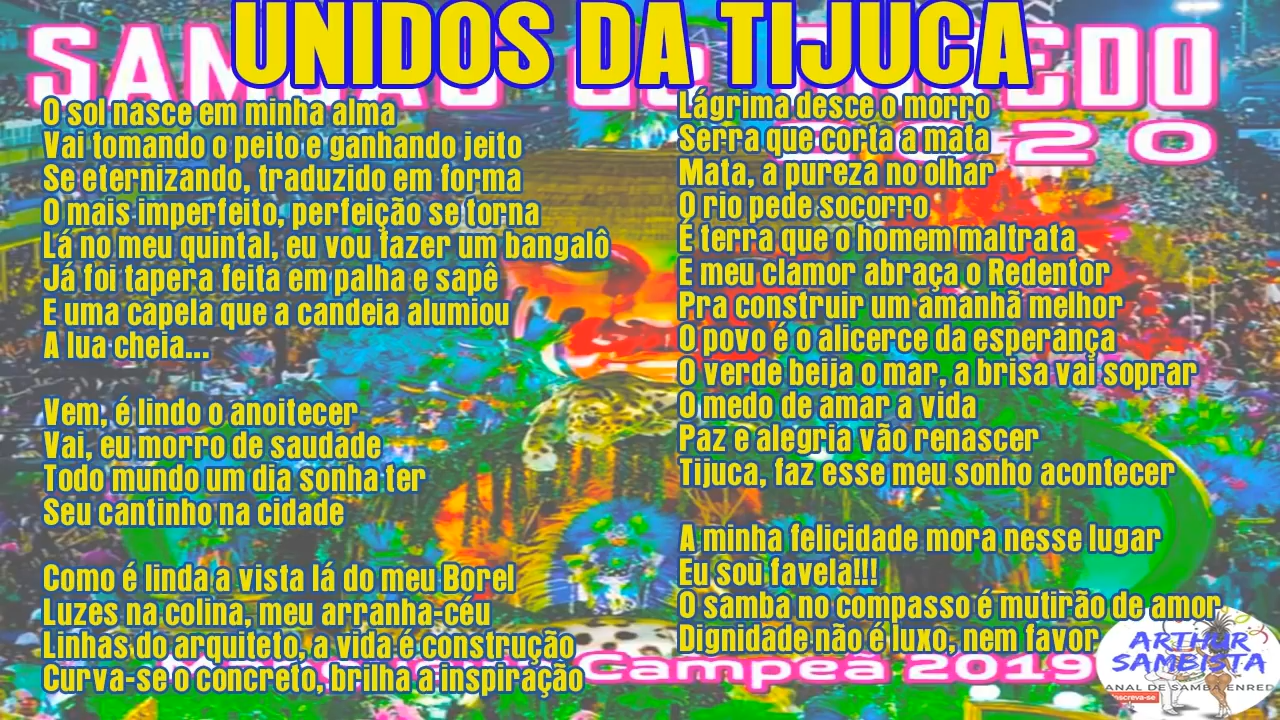 UNIDOS DA TIJUCA
2020
O sol nasce em minha alma
Vai tomando o peito e ganhando jeito
Se eternizando, traduzido em forma
O mais imperfeito, perfeição se torna
Lá no meu quintal, eu vou fazer um bangalô
Já foi tapera feita em palha e sapê
E uma capela que a candeia alumiou
A lua cheia...
Vem, é lindo o anoitecer
Vai, eu morro de saudade
Todo mundo um dia sonha ter
Seu cantinho na cidade
Como é linda a vista lá do meu Borel
Luzes na colina, meu arranha-céu
Linhas do arquiteto, a vida é construção
Curva-se o concreto, brilha a inspiração
Lágrima desce o morro
Serra que corta a mata
Mata, a pureza no olhar
O rio pede socorro
É terra que o homem maltrata
E meu clamor abraça o Redentor
Pra construir um amanhã melhor
O povo é o alicerce da esperança
O verde beija o mar, a brisa vai soprar
O medo de amar a vida
Paz e alegria vão renascer
Tijuca, faz esse meu sonho acontecer
A minha felicidade mora nesse lugar
Eu sou favela!!!
O samba no compasso é mutirão de amor
Dignidade não é luxo, nem favor
Campeã 2019
ARTHUR
SAMBISTA
ANAL DE SAMBA ENRED
inscreva-se